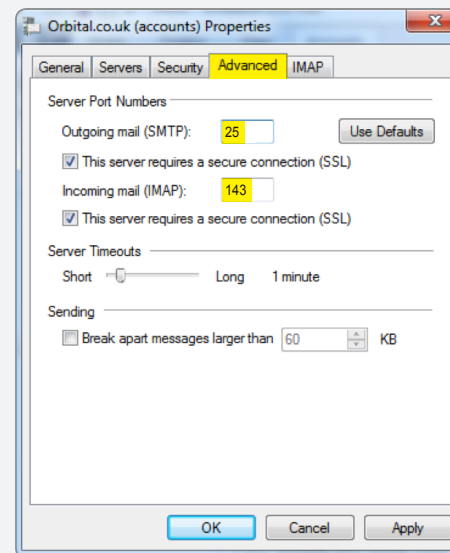 Orbital.co.uk (accounts) Properties
X
General Servers Security Advanced IMAP
Server Port Numbers
Outgoing mail (SMTP): 25 Use Defaults
This server requires a secure connection (SSL)
Incoming mail (IMAP): 143
This server requires a secure connection (SSL)
Server Timeouts
Short Long 1 minute
Sending
Break apart messages larger than 60 KB
OK Cancel Apply